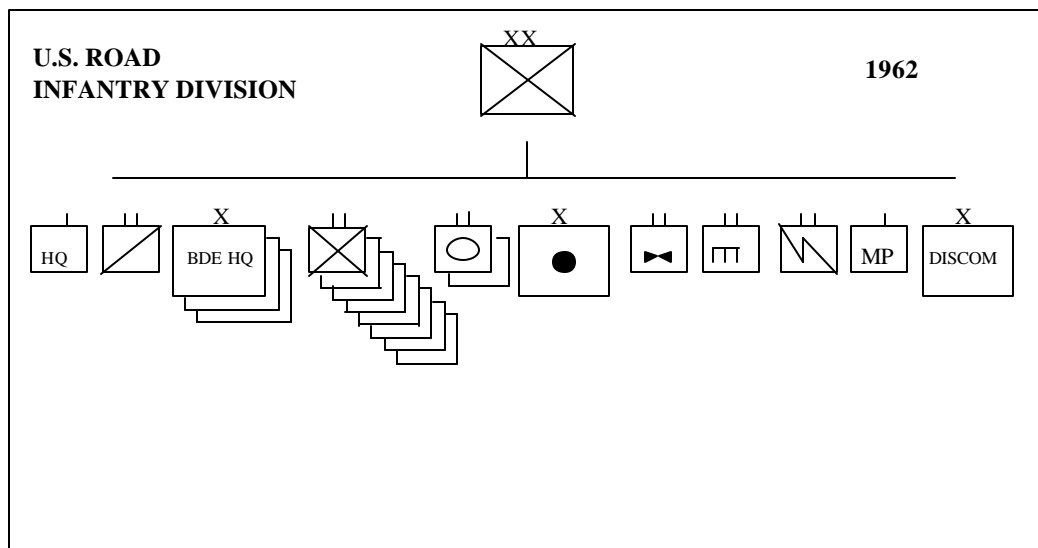 XX
U.S. ROAD
INFANTRY DIVISION
1962
X
X
X
HQ
BDE HQ
MP
DISCOM